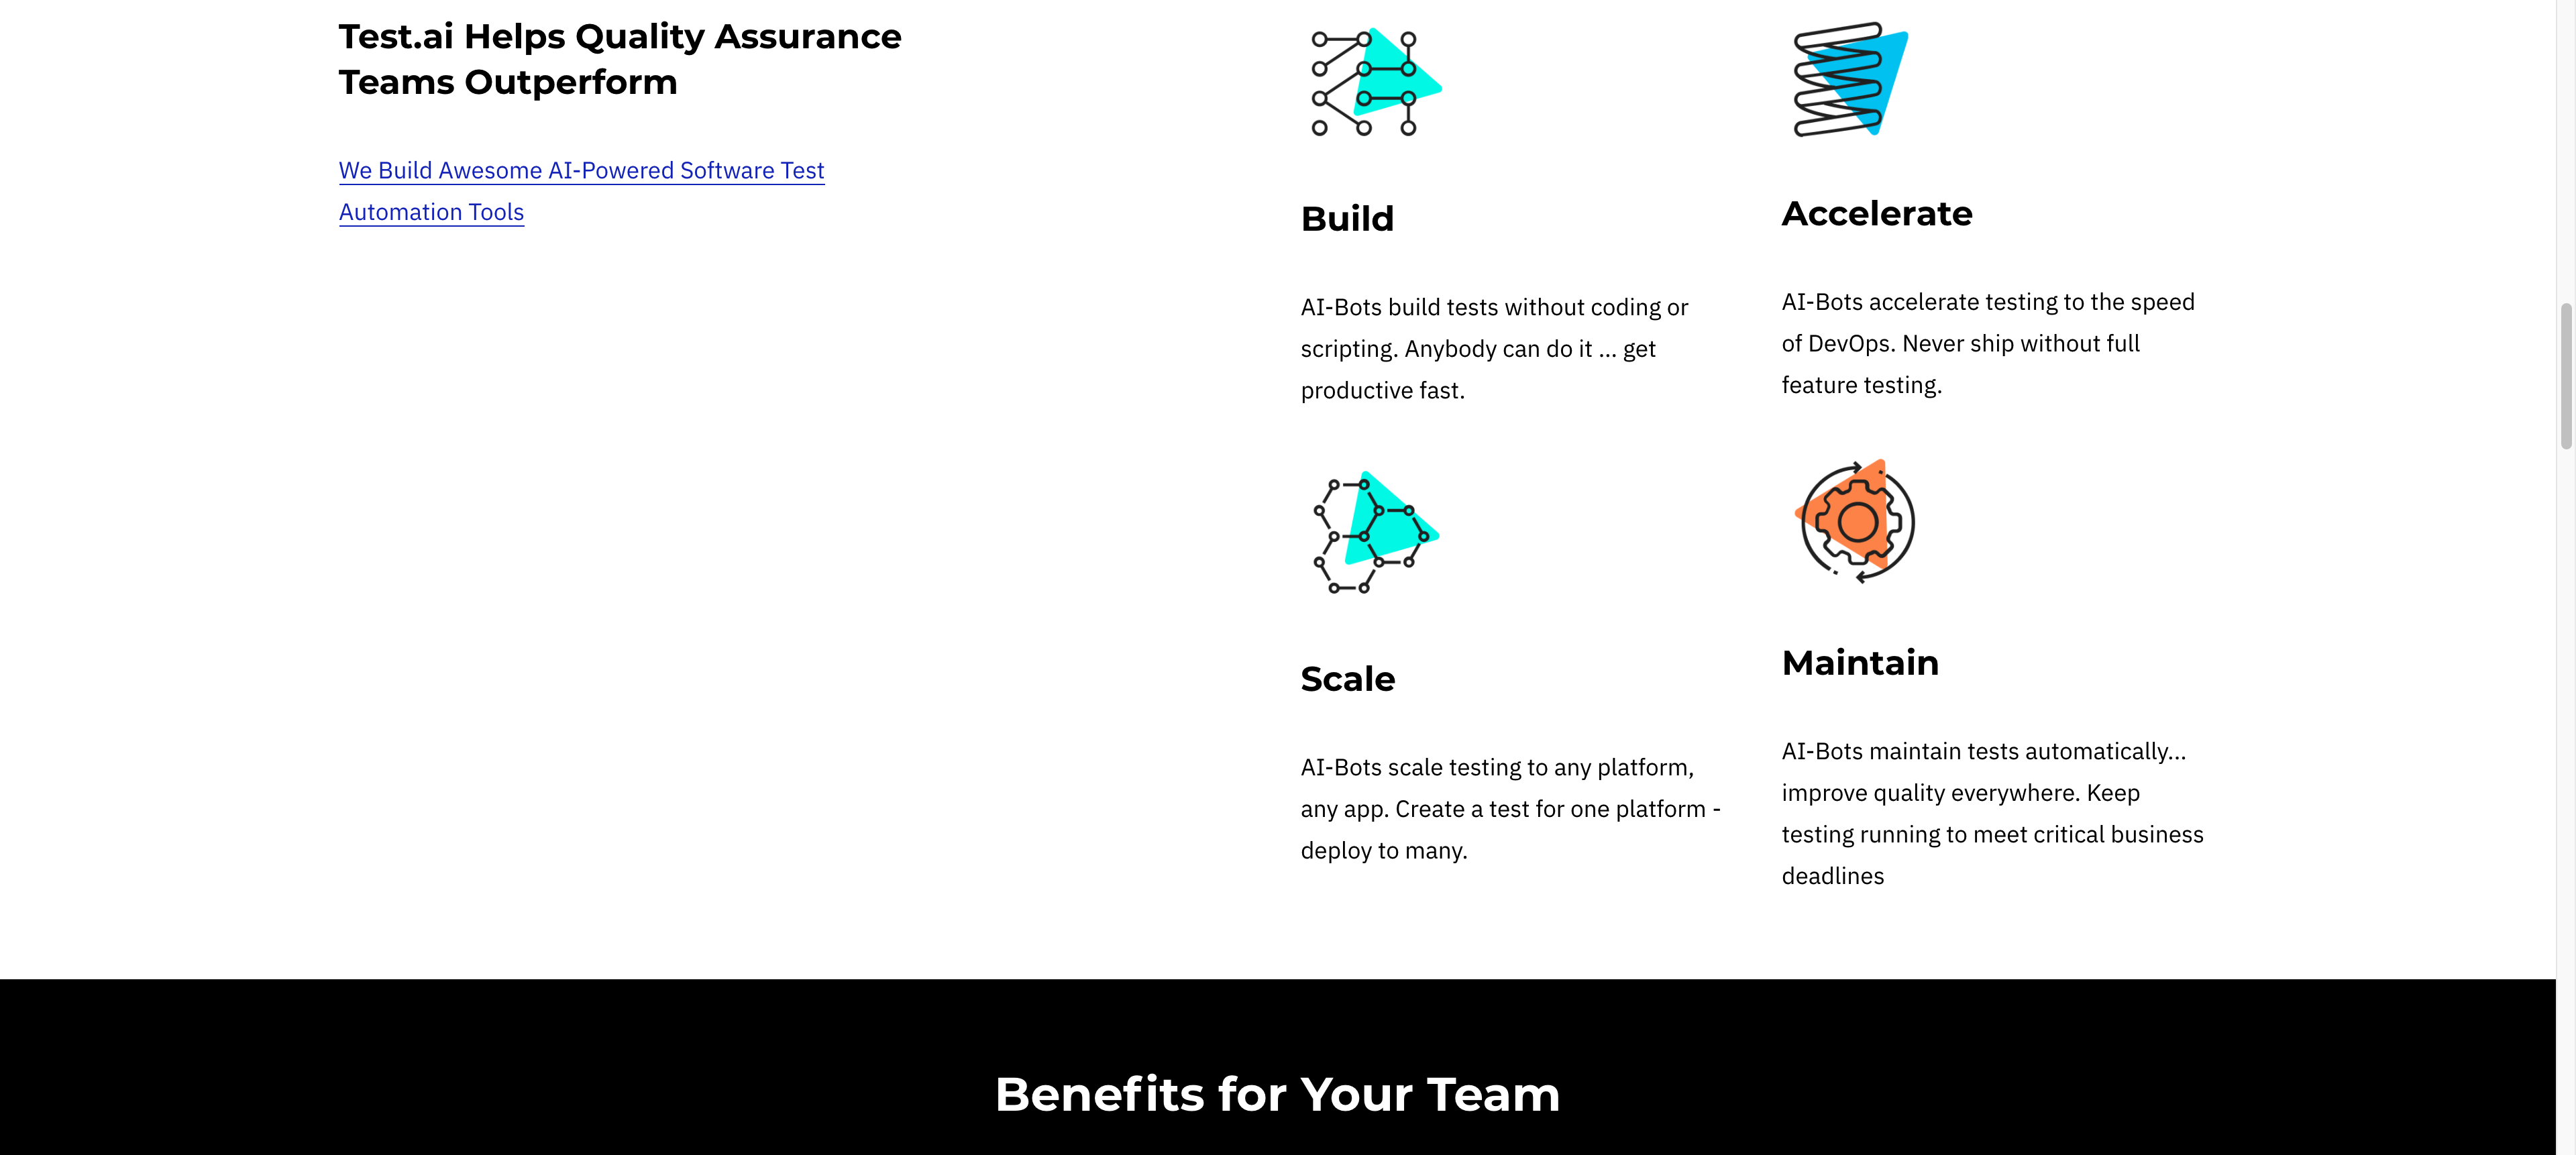 Test.ai Helps Quality Assurance
Teams Outperform
We Build Awesome AI-Powered Software Test
Automation Tools
Build
AI-Bots build tests without coding or
scripting. Anybody can do it ... get
productive fast.
Accelerate
AI-Bots accelerate testing to the speed
of DevOps. Never ship without full
feature testing.
Scale
AI-Bots scale testing to any platform,
any app. Create a test for one platform -
deploy to many.
Maintain
AI-Bots maintain tests automatically...
improve quality everywhere. Keep
testing running to meet critical business
deadlines
Benefits for Your Team